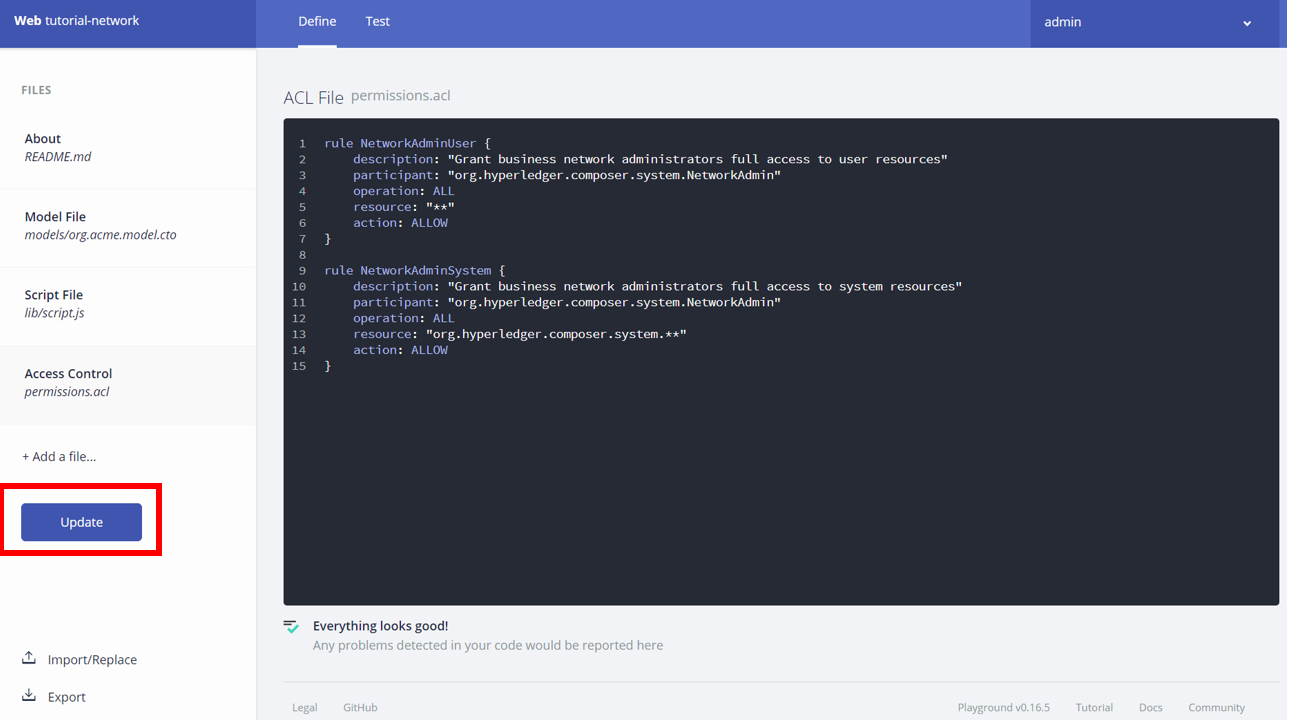 Web tutorial-network
Define
Test
admin
FILES
About
README.md
Model File
models/org.acme.model.cto
Script File
lib/script.js
Access Control
permissions.acl
+ Add a file...
Update
Import/Replace
Export
ACL File permissions.acl
1 rule NetworkAdminUser {
2     description: "Grant business network administrators full access to user resources"
3     participant: "org.hyperledger.composer.system.NetworkAdmin"
4     operation: ALL
5     resource: "**"
6     action: ALLOW
7 }
8
9 rule NetworkAdminSystem {
10     description: "Grant business network administrators full access to system resources"
11     participant: "org.hyperledger.composer.system.NetworkAdmin"
12     operation: ALL
13     resource: "org.hyperledger.composer.system.**"
14     action: ALLOW
15 }
Everything looks good!
Any problems detected in your code would be reported here
Legal
GitHub
Playground v0.16.5
Tutorial
Docs
Community